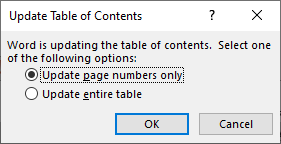 Update Table of Contents ? ×
Word is updating the table of contents. Select one
of the following options:
Update page numbers only
Update entire table
OK Cancel